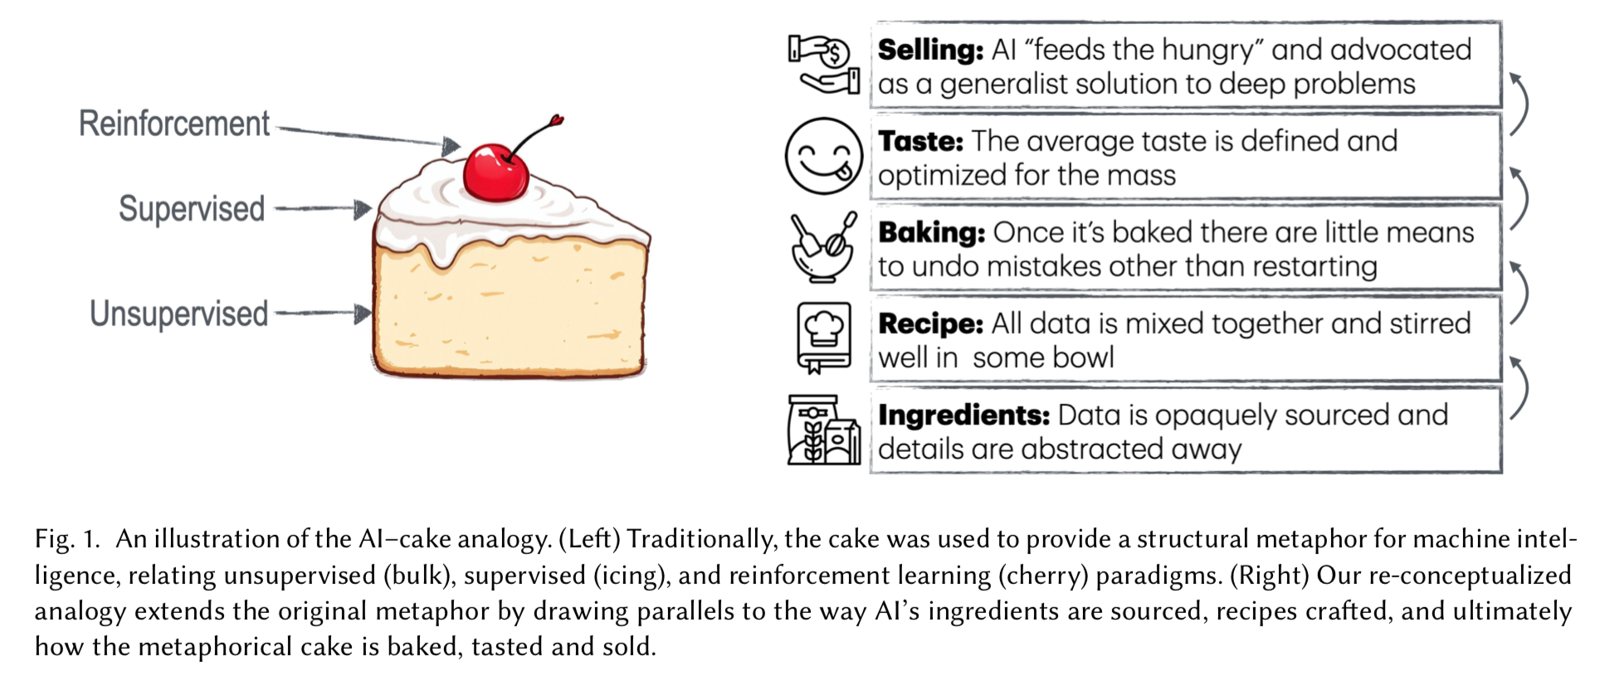 Reinforcement
Supervised
Unsupervised
Selling: AI “feeds the hungry” and advocated
as a generalist solution to deep problems
Taste: The average taste is defined and
optimized for the mass
Baking: Once it’s baked there are little means
to undo mistakes other than restarting
Recipe: All data is mixed together and stirred
well in some bowl
Ingredients: Data is opaquely sourced and
details are abstracted away
Fig. 1. An illustration of the AI–cake analogy. (Left) Traditionally, the cake was used to provide a structural metaphor for machine intel-
ligence, relating unsupervised (bulk), supervised (icing), and reinforcement learning (cherry) paradigms. (Right) Our re-conceptualized
analogy extends the original metaphor by drawing parallels to the way AI’s ingredients are sourced, recipes crafted, and ultimately
how the metaphorical cake is baked, tasted and sold.